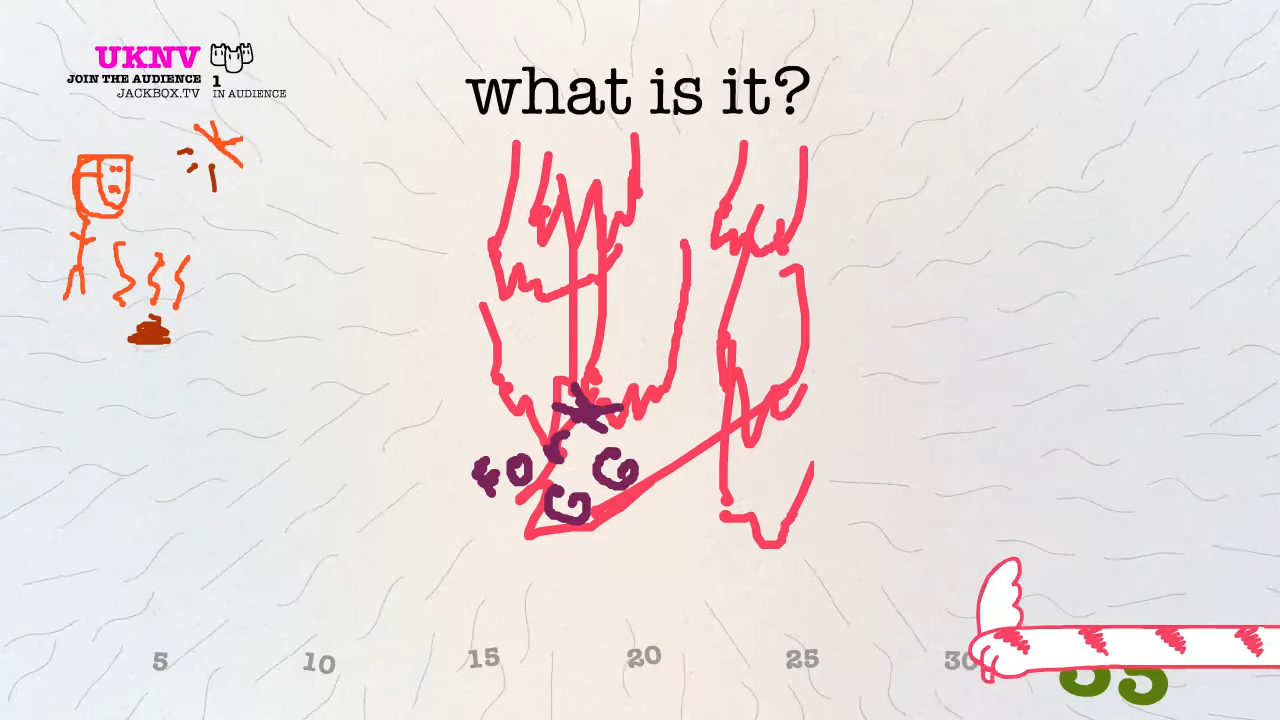 UKNV
JOIN THE AUDIENCE
JACKBOX.TV
1
IN AUDIENCE
what is it?
5
10
15
20
25
30